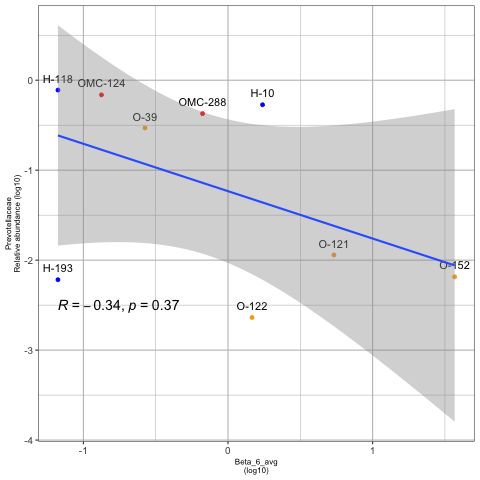 H-118
OMC-124
H-10
OMC-288
O-39
O-121
O-152
H-193
O-122
R = −0.34, p = 0.37
0
-1
-2
-3
-4
Prevotellaceae
Relative abundance (log10)
-1
0
1
Beta_6_avg
(log10)